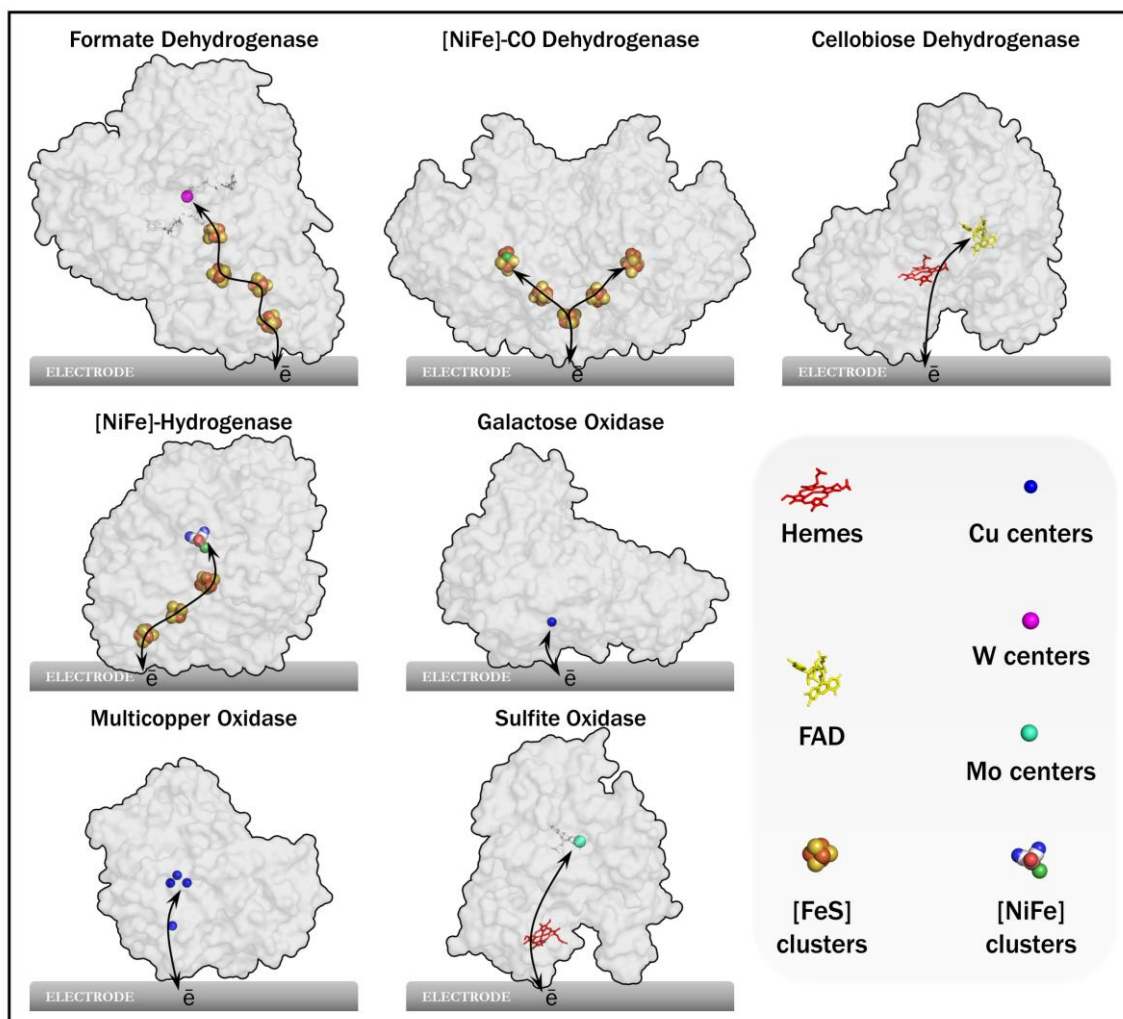 Formate Dehydrogenase
[NiFe]-CO Dehydrogenase
Cellobiose Dehydrogenase
ELECTRODE
ē
ELECTRODE
ē
ELECTRODE
ē
[NiFe]-Hydrogenase
Galactose Oxidase
ELECTRODE
ē
ELECTRODE
ē
Multicopper Oxidase
Sulfite Oxidase
ELECTRODE
ē
ELECTRODE
ē
Hemes
Cu centers
W centers
FAD
Mo centers
[FeS]
clusters
[NiFe]
clusters